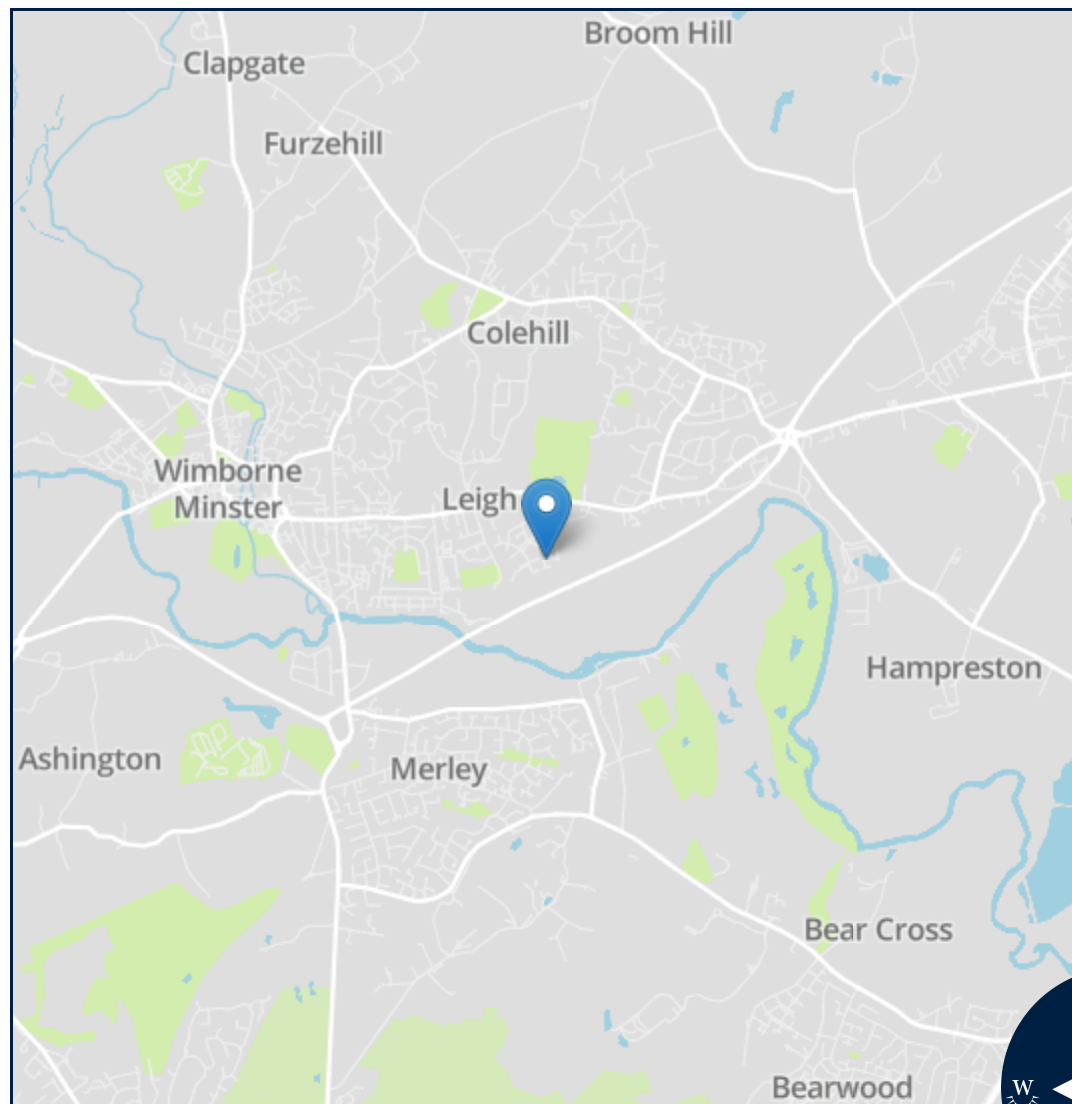 Broom Hill
Clapgate
Furzehill
Colehill
Wimborne
Minster
Leigh
Hampreston
Ashington
Merley
Bear Cross
Bearwood
W